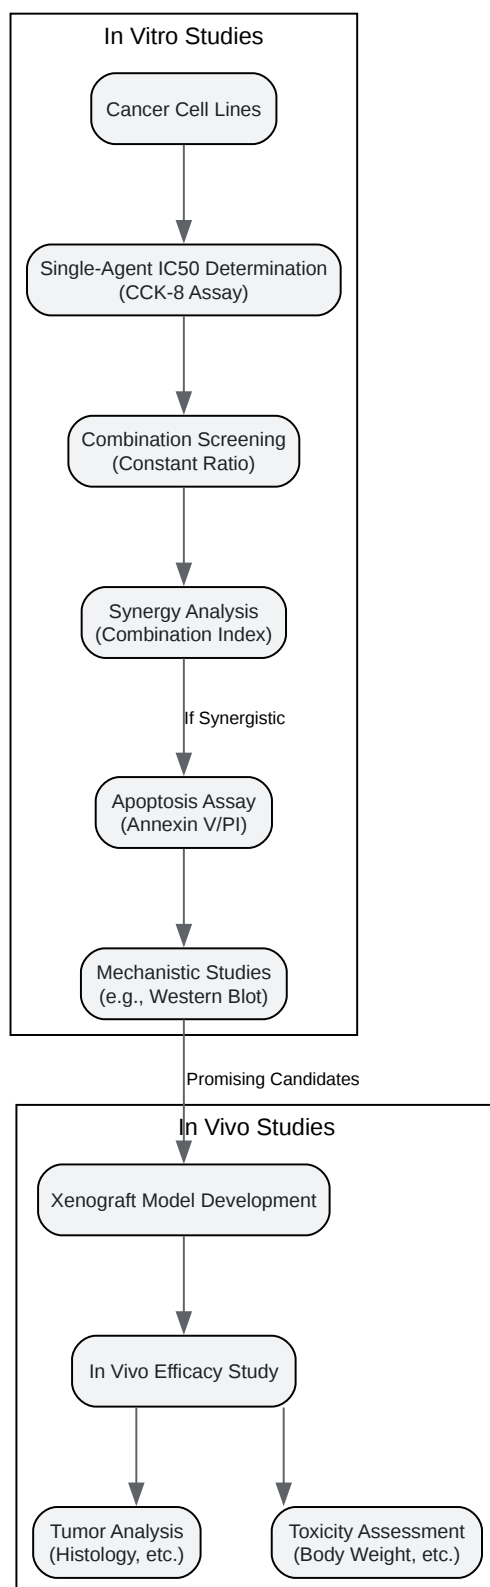 In Vitro Studies
Cancer Cell Lines
Single-Agent IC50 Determination
(CCK-8 Assay)
Combination Screening
(Constant Ratio)
Synergy Analysis
(Combination Index)
If Synergistic
Apoptosis Assay
(Annexin V/PI)
Mechanistic Studies
(e.g., Western Blot)
Promising Candidates
In Vivo Studies
Xenograft Model Development
In Vivo Efficacy Study
Tumor Analysis
(Histology, etc.)
Toxicity Assessment
(Body Weight, etc.)